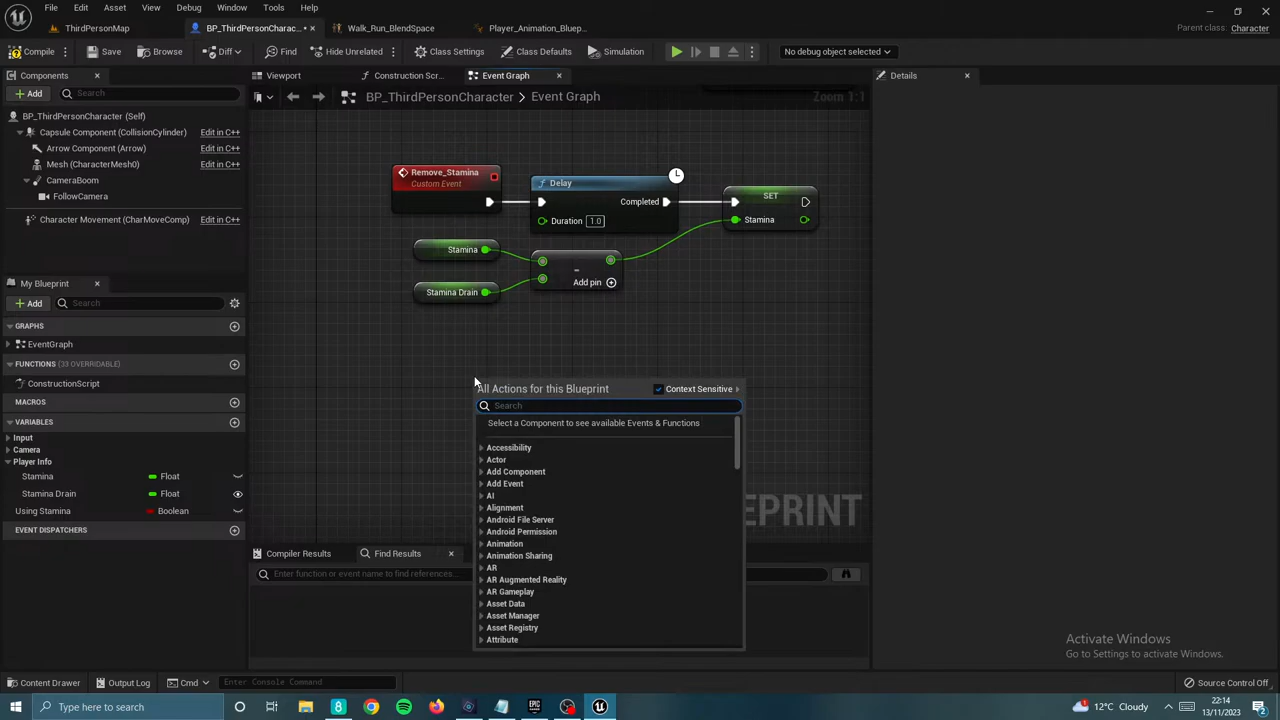 File Edit Asset View Debug Window Tools Help
ThirdPersonMap
BP_ThirdPersonCharac...
Walk_Run_BlendSpace
Player_Animation_Bluep...
Parent class: Character
Compile
Save
Browse
Diff
Find
Hide Unrelated
Class Settings
Class Defaults
Simulation
No debug object selected
Components
Add
Search
BP_ThirdPersonCharacter (Self)
Capsule Component (CollisionCylinder) Edit in C++
Arrow Component (Arrow) Edit in C++
Mesh (CharacterMesh0) Edit in C++
CameraBoom
FollowCamera
Character Movement (CharMoveComp) Edit in C++
My Blueprint
Add
Search
GRAPHS
EventGraph
FUNCTIONS (33 OVERRIDABLE)
ConstructionScript
MACROS
VARIABLES
Input
Camera
Player Info
Stamina Float
Stamina Drain Float
Using Stamina Boolean
EVENT DISPATCHERS
Viewport
Construction Scr...
Event Graph
BP_ThirdPersonCharacter > Event Graph
Zoom 1:1
Remove_Stamina
Custom Event
Delay
Completed
Duration 1.0
SET
Stamina
Stamina
Stamina Drain
-
Add pin
All Actions for this Blueprint
Context Sensitive
Search
Select a Component to see available Events & Functions
Accessibility
Actor
Add Component
Add Event
AI
Alignment
Android File Server
Android Permission
Animation
Animation Sharing
AR
AR Augmented Reality
AR Gameplay
Asset Data
Asset Manager
Asset Registry
Attribute
EPRINT
Compiler Results
Find Results
Enter function or event name to find references...
Details
Activate Windows
Go to Settings to activate Windows.
Content Drawer
Output Log
Cmd
Enter Console Command
Source Control Off
Type here to search
12°C Cloudy
22:14
13/11/2023